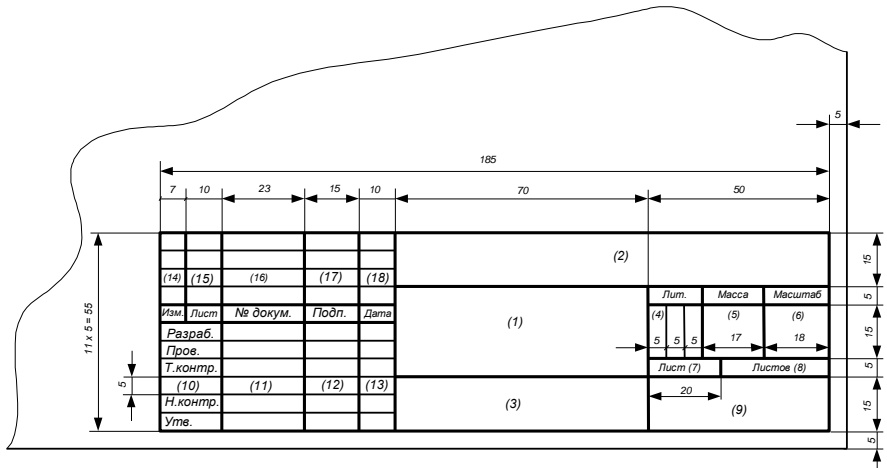 5
185
7 10 23 15 10 70 50
(2)
15
(14) (15) (16) (17) (18)
Лит. Масса Масштаб
5
Изм. Лист № докум. Подп. Дата
(1)
(4) (5) (6)
11 x 5 = 55
Разраб.
Пров.
5 5 5 17 18
15
Т.контр.
Лист (7) Листов (8)
5
5
(10) (11) (12) (13)
20
Н.контр.
(3)
(9)
15
Утв.
5